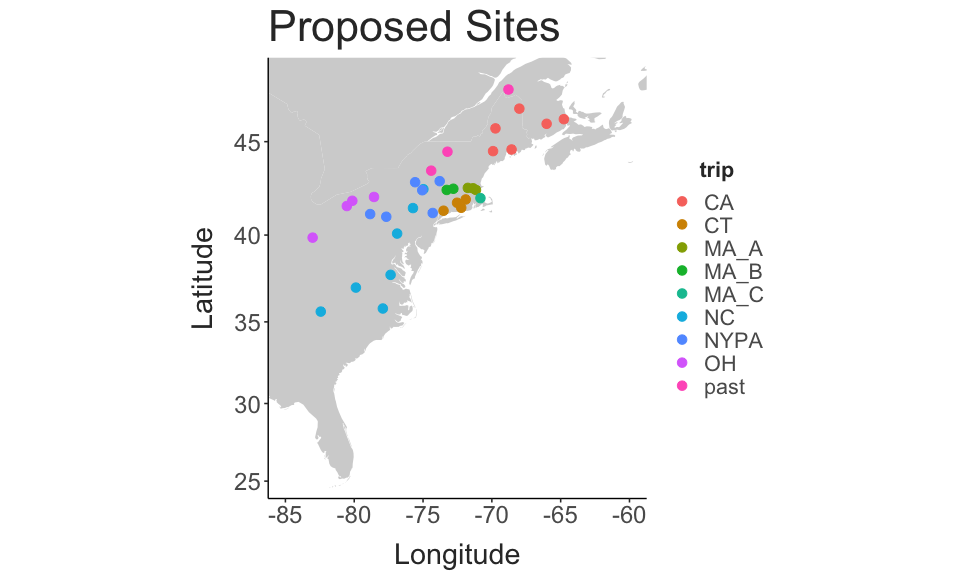 Proposed Sites
45
40
35
30
25
Latitude
-85 -80 -75 -70 -65 -60
Longitude
trip
CA
CT
MA_A
MA_B
MA_C
NC
NYPA
OH
past